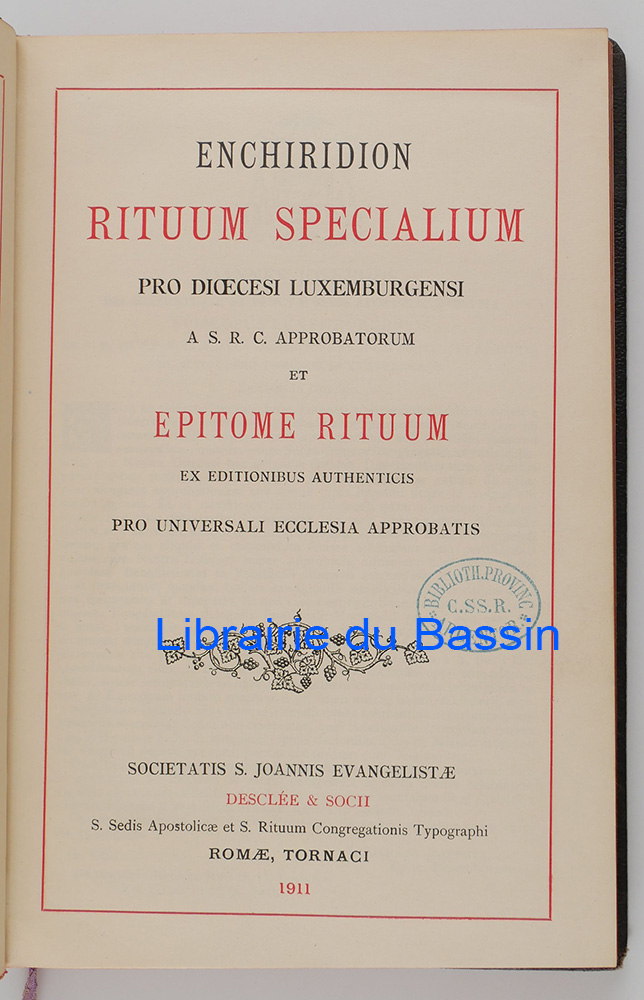 ENCHIRIDION
RITUUM SPECIALIUM
PRO DIŒCESI LUXEMBURGENSI
A S. R. C. APPROBATORUM
ET
EPITOME RITUUM
EX EDITIONIBUS AUTHENTICIS
PRO UNIVERSALI ECCLESIA APPROBATIS
BIBLIOTH. PROVINC
C.SS.R.
Librairie du Bassin
SOCIETATIS S. JOANNIS EVANGELISTÆ
DESCLÉE & SOCII
S. Sedis Apostolicæ et S. Rituum Congregationis Typographi
ROMÆ, TORNACI
1911